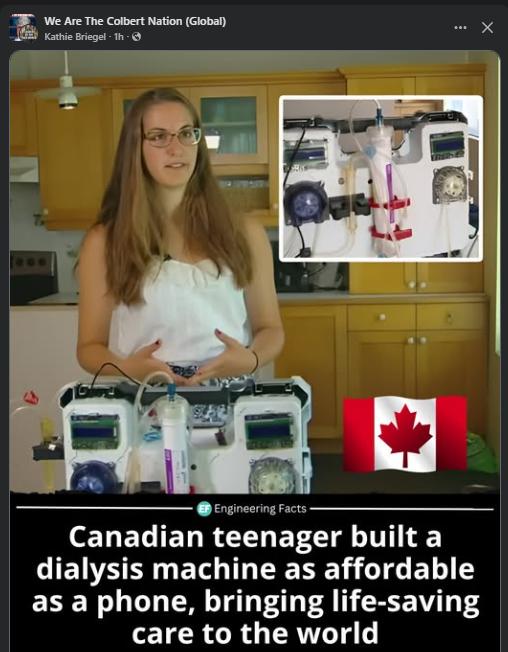 We Are The Colbert Nation (Global)
Kathie Briegel · 1h ·
EF Engineering Facts
Canadian teenager built a
dialysis machine as affordable
as a phone, bringing life-saving
care to the world